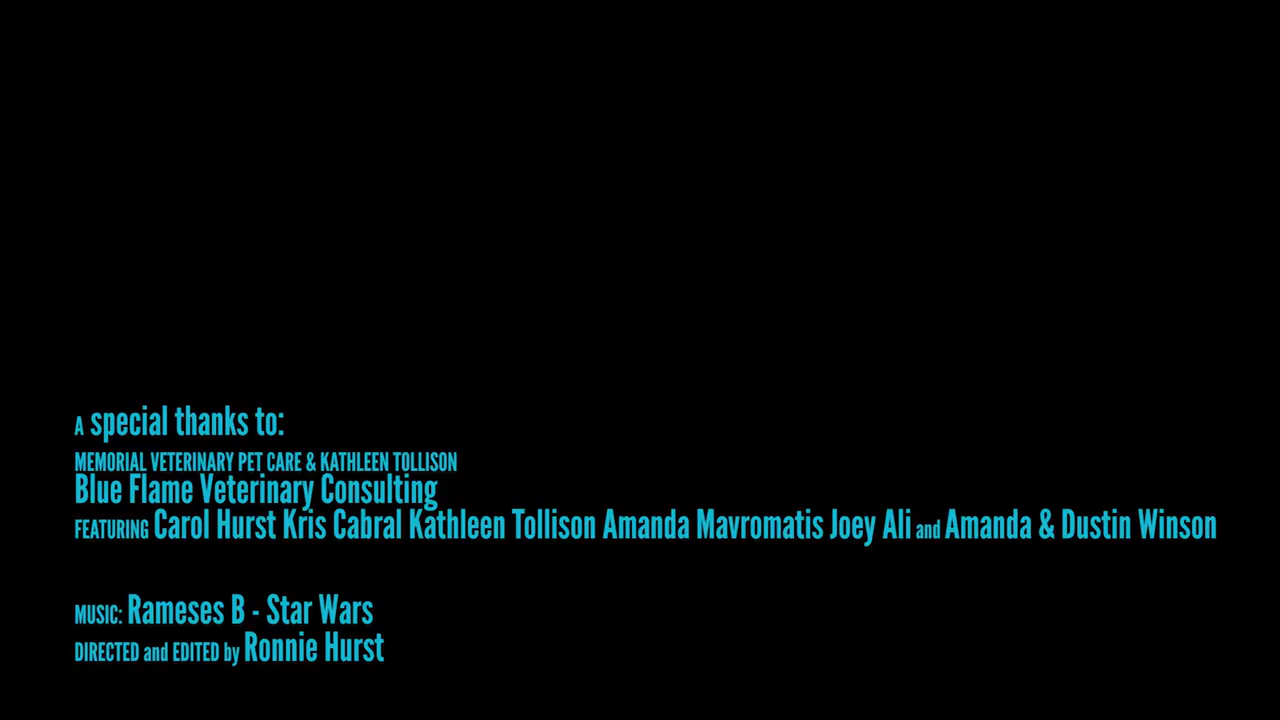 A special thanks to:
MEMORIAL VETERINARY PET CARE & KATHLEEN TOLLISON
Blue Flame Veterinary Consulting
FEATURING Carol Hurst Kris Cabral Kathleen Tollison Amanda Mavromatis Joey Ali and Amanda & Dustin Winson
MUSIC: Rameses B - Star Wars
DIRECTED and EDITED by Ronnie Hurst